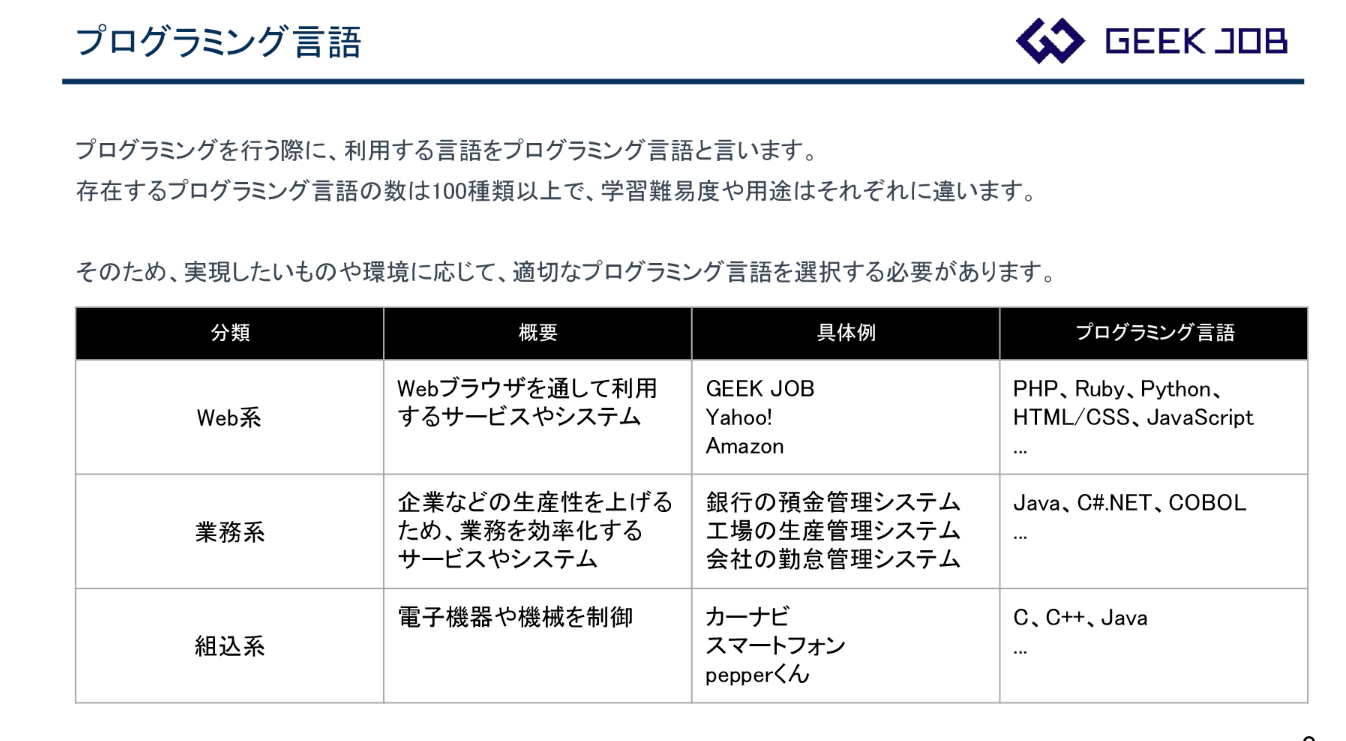 プログラミング言語
GEEK JOB
プログラミングを行う際に、利用する言語をプログラミング言語と言います。
存在するプログラミング言語の数は100種類以上で、学習難易度や用途はそれぞれに違います。
そのため、実現したいものや環境に応じて、適切なプログラミング言語を選択する必要があります。
分類 概要 具体例 プログラミング言語
Web系
Webブラウザを通して利用
するサービスやシステム
GEEK JOB
Yahoo!
Amazon
PHP、Ruby、Python、
HTML/CSS、JavaScript
...
業務系
企業などの生産性を上げる
ため、業務を効率化する
サービスやシステム
銀行の預金管理システム
工場の生産管理システム
会社の勤怠管理システム
Java、C#.NET、COBOL
...
組込系
電子機器や機械を制御
カーナビ
スマートフォン
pepperくん
C、C++、Java
...